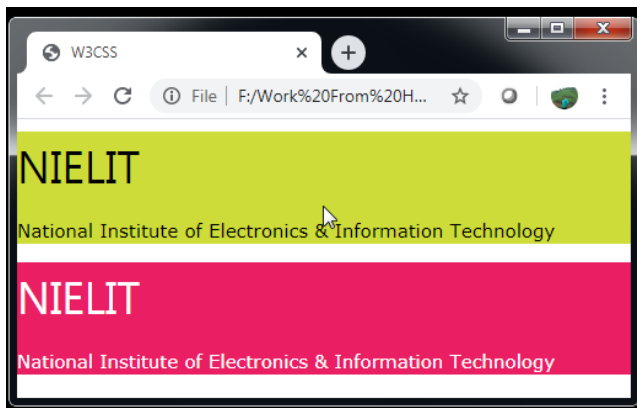 W3CSS
File | F:/Work%20From%20H...
NIELIT
National Institute of Electronics & Information Technology
NIELIT
National Institute of Electronics & Information Technology